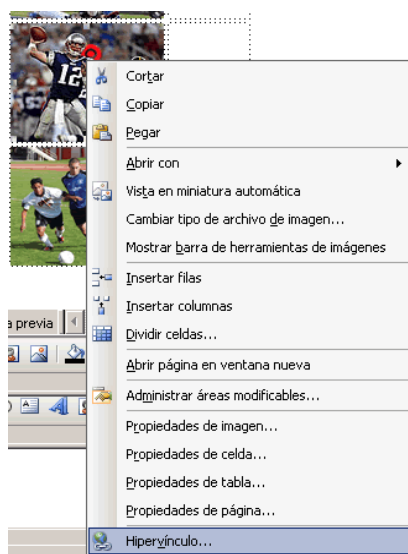 12
Cortar
Copiar
Pegar
Abrir con
Vista en miniatura automática
Cambiar tipo de archivo de imagen...
Mostrar barra de herramientas de imágenes
Insertar filas
Insertar columnas
Dividir celdas...
Abrir página en ventana nueva
Administrar áreas modificables...
Propiedades de imagen...
Propiedades de celda...
Propiedades de tabla...
Propiedades de página...
Hipervínculo...
a previa